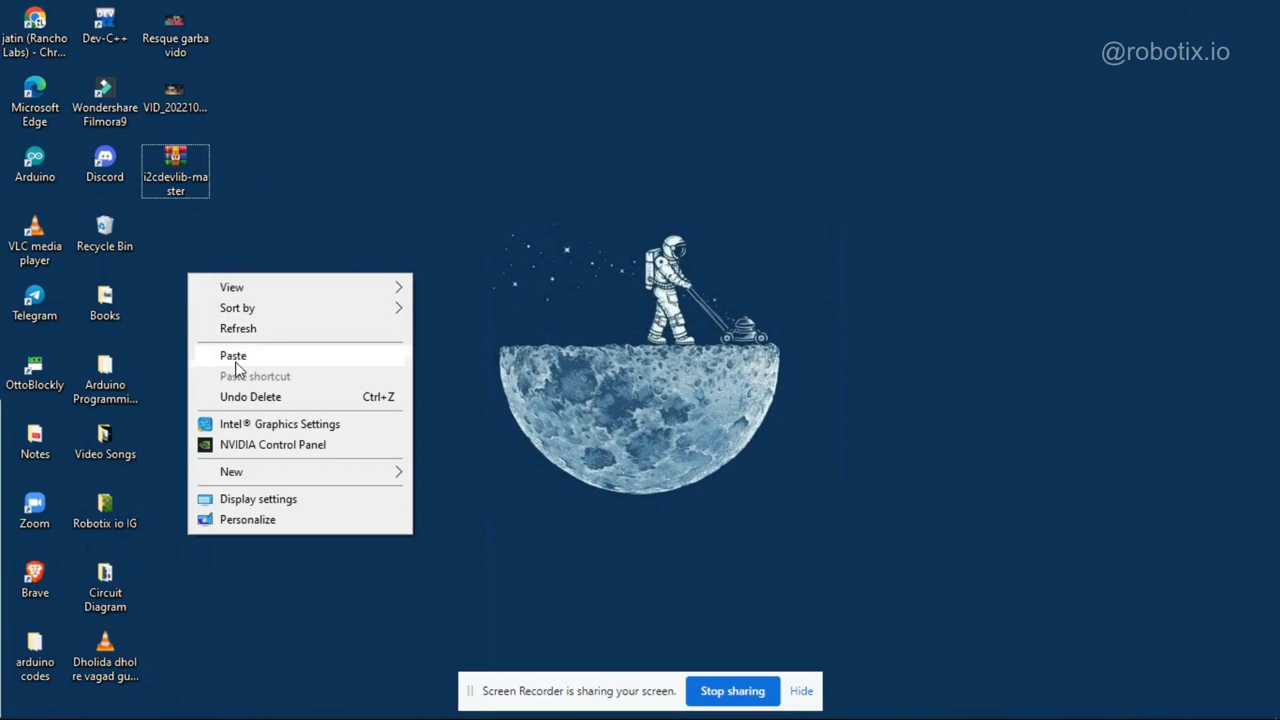 @robotix.io
jatin (Rancho
Labs) - Chr...
DEV
C++
Dev-C++
Resque garba
vido
Microsoft
Edge
Wondershare
Filmora9
VID_202210...
Arduino
Discord
i2cdevlib-ma
ster
VLC media
player
Recycle Bin
Telegram
Books
OttoBlockly
Arduino
Programmi...
Notes
Video Songs
Zoom
Robotix io IG
Brave
Circuit
Diagram
arduino
codes
Dholida dhol
re vagad gu...
View
Sort by
Refresh
Paste
Paste shortcut
Undo Delete Ctrl+Z
Intel® Graphics Settings
NVIDIA Control Panel
New
Display settings
Personalize
Screen Recorder is sharing your screen. Stop sharing Hide